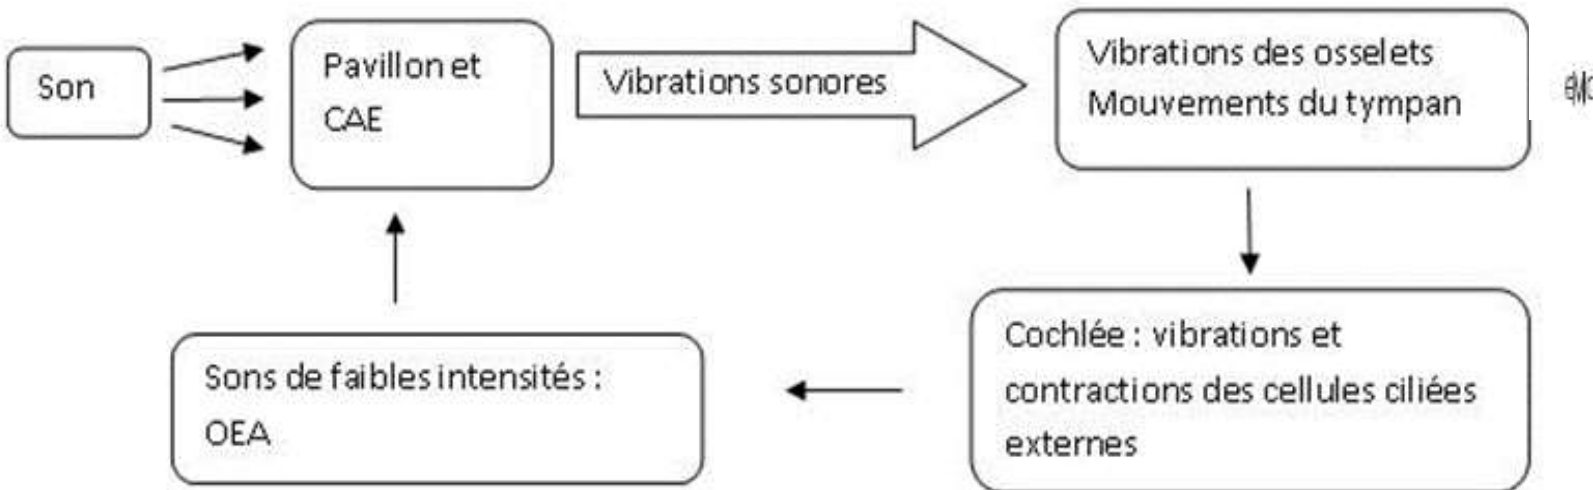 Son
Pavillon et
CAE
Vibrations sonores
Vibrations des osselets
Mouvements du tympan
Cochlée : vibrations et
contractions des cellules ciliées
externes
Sons de faibles intensités :
OEA